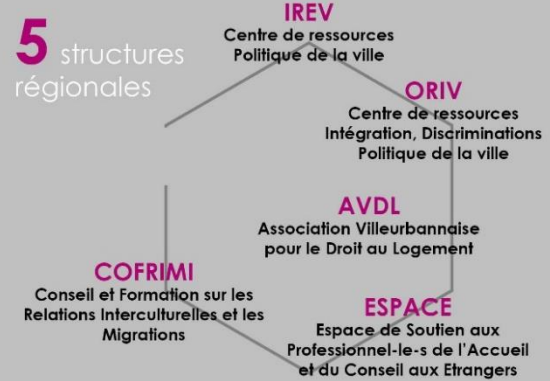 5 structures
régionales
IREV
Centre de ressources
Politique de la ville
ORIV
Centre de ressources
Intégration, Discriminations
Politique de la ville
AVDL
Association Villeurbannaise
pour le Droit au Logement
COFRIMI
Conseil et Formation sur les
Relations Interculturelles et les
Migrations
ESPACE
Espace de Soutien aux
Professionnel-le-s de l'Accueil
et du Conseil aux Etrangers